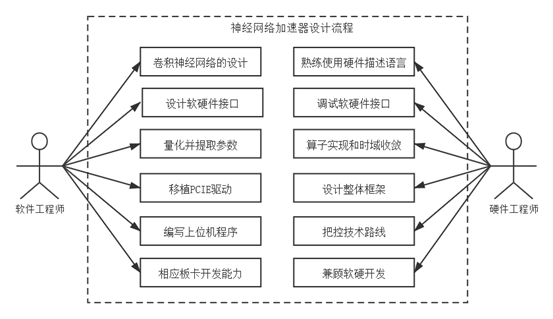 神经网络加速器设计流程
卷积神经网络的设计
熟练使用硬件描述语言
设计软硬件接口
调试软硬件接口
量化并提取参数
算子实现和时域收敛
移植PCIE驱动
设计整体框架
软件工程师
硬件工程师
编写上位机程序
把控技术路线
相应板卡开发能力
兼顾软硬开发